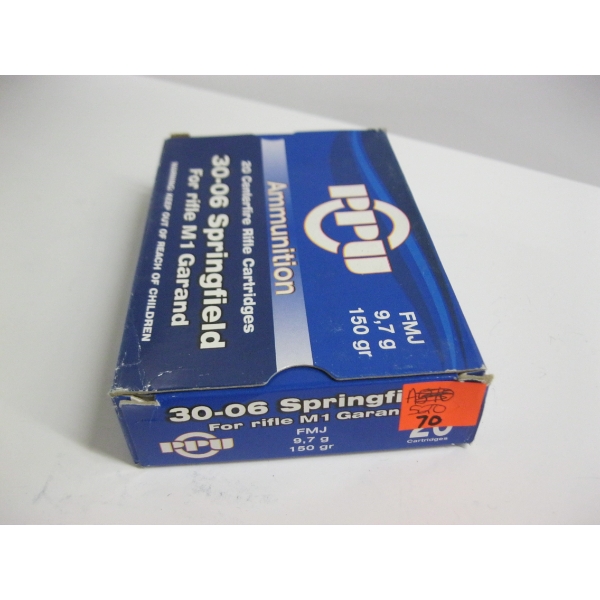 PPU
Ammunition
20 Centerfire Rifle Cartridges
30-06 Springfield
For rifle M1 Garand
WARNING: KEEP OUT OF REACH OF CHILDREN
FMJ
9,7 g
150 gr
30-06 Springfi
For rifle M1 Garan
PPU
FMJ
9,7 g
150 gr
70
20
Cartridges